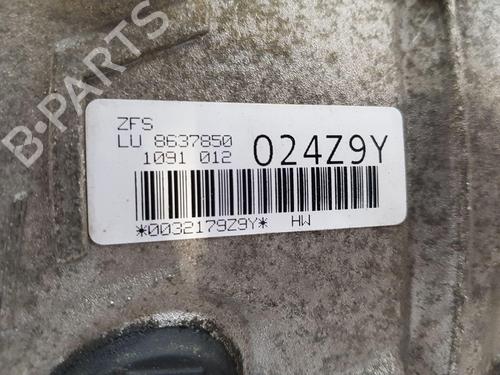 B-PARTS
ZFS
LU 8637850
1091 012
024Z9Y
*0032179Z9Y* HW